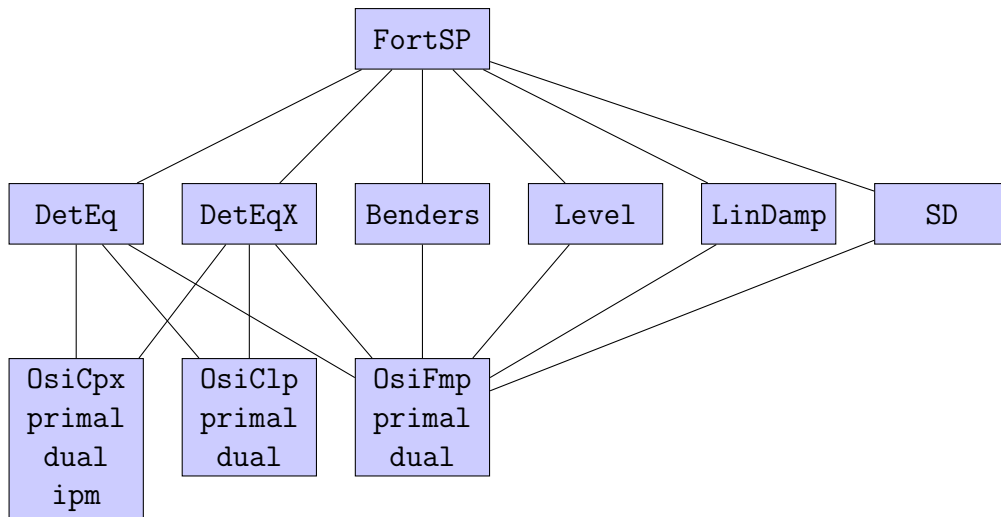 FortSP
DetEq
DetEqX
Benders
Level
LinDamp
SD
OsiCpx
primal
dual
ipm
OsiClp
primal
dual
OsiFmp
primal
dual